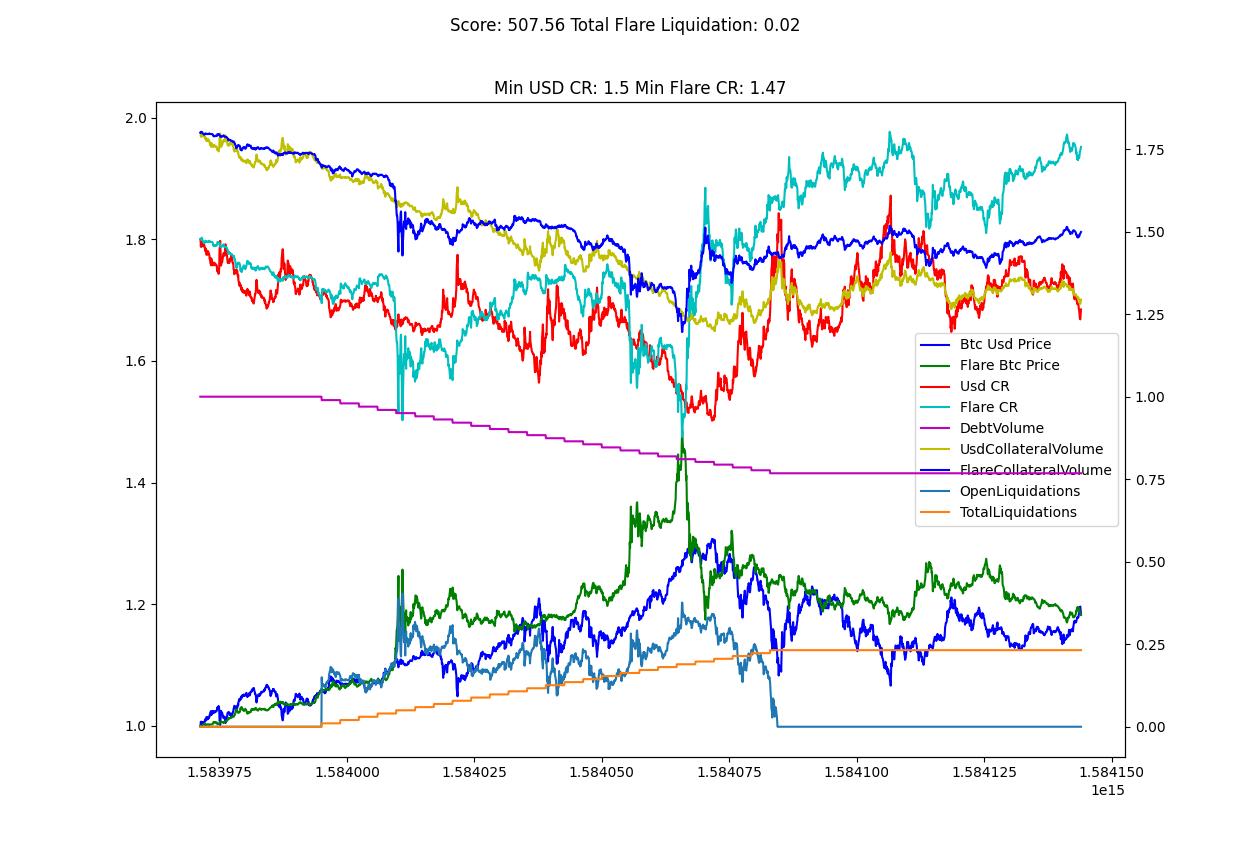 Score: 507.56 Total Flare Liquidation: 0.02
Min USD CR: 1.5 Min Flare CR: 1.47
2.0
1.8
1.6
1.4
1.2
1.0
1.75
1.50
1.25
1.00
0.75
0.50
0.25
0.00
Btc Usd Price
Flare Btc Price
Usd CR
Flare CR
DebtVolume
UsdCollateralVolume
FlareCollateralVolume
OpenLiquidations
TotalLiquidations
1.583975 1.584000 1.584025 1.584050 1.584075 1.584100 1.584125 1.584150
1e15